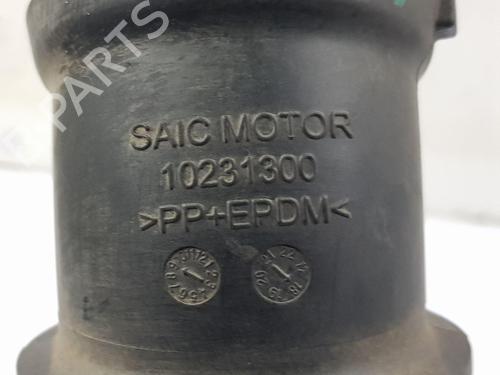 B-PARTS
SAIC MOTOR
10231300
>PP+EPDM<